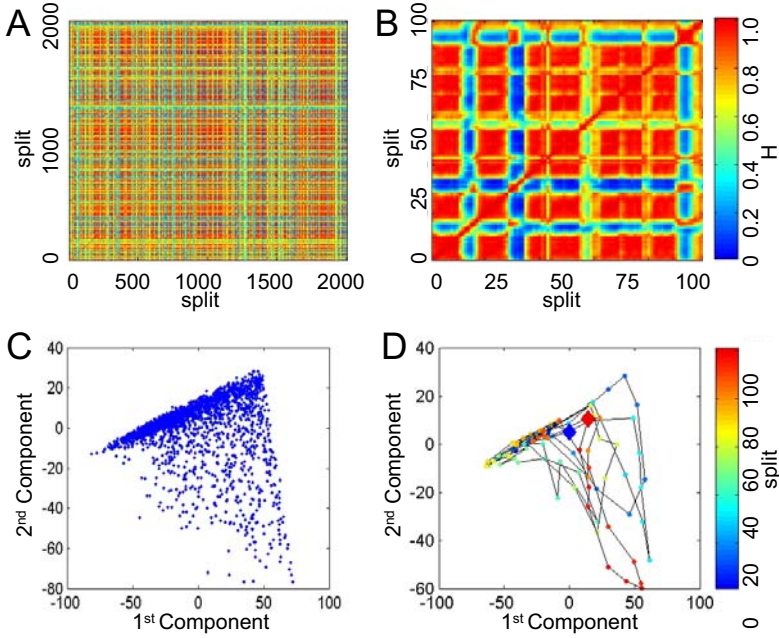 A
2000
1000
0
split
0 500 1000 1500 2000
split
B
100
75
50
25
0
split
0 25 50 75 100
split
1.0
0.8
0.6
0.4
0.2
0
H
C
40
20
0
-20
-40
-60
80
2nd Component
-100 -50 0 50 100
1st Component
D
40
20
0
-20
-40
-60
2nd Component
-100 -50 0 50 100
1st Component
100
80
60
40
20
0
split